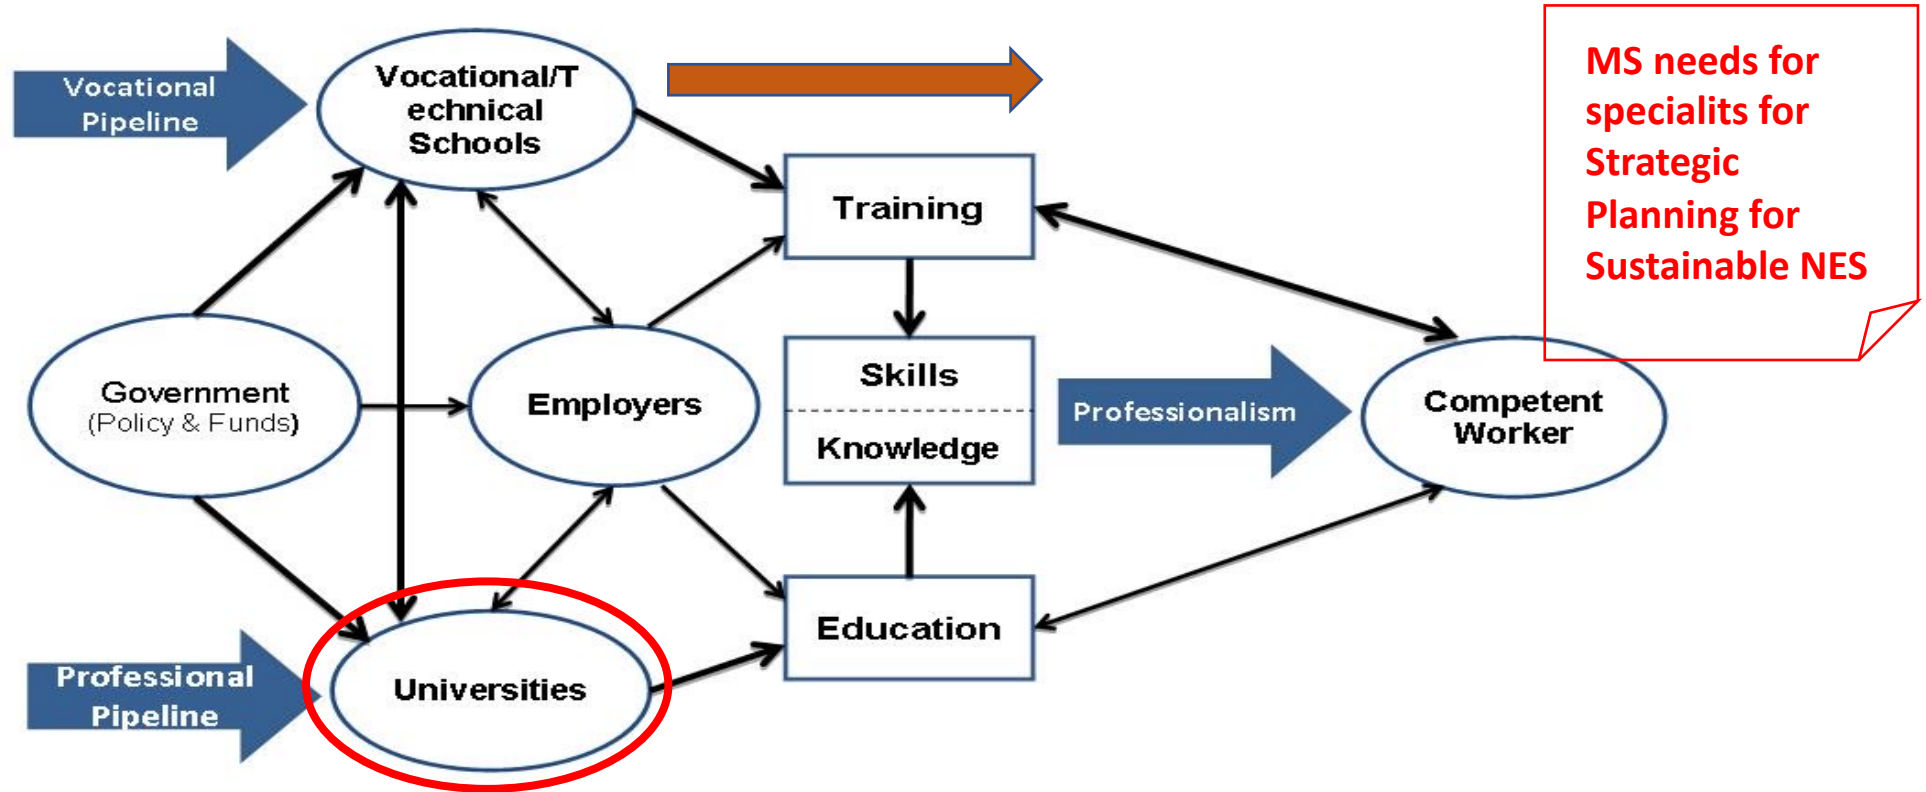 Vocational
Pipeline
Vocational/T
echnical
Schools
MS needs for
specialits for
Strategic
Planning for
Sustainable NES
Training
Government
(Policy & Funds)
Employers
Skills
Knowledge
Professionalism
Competent
Worker
Education
Professional
Pipeline
Universities